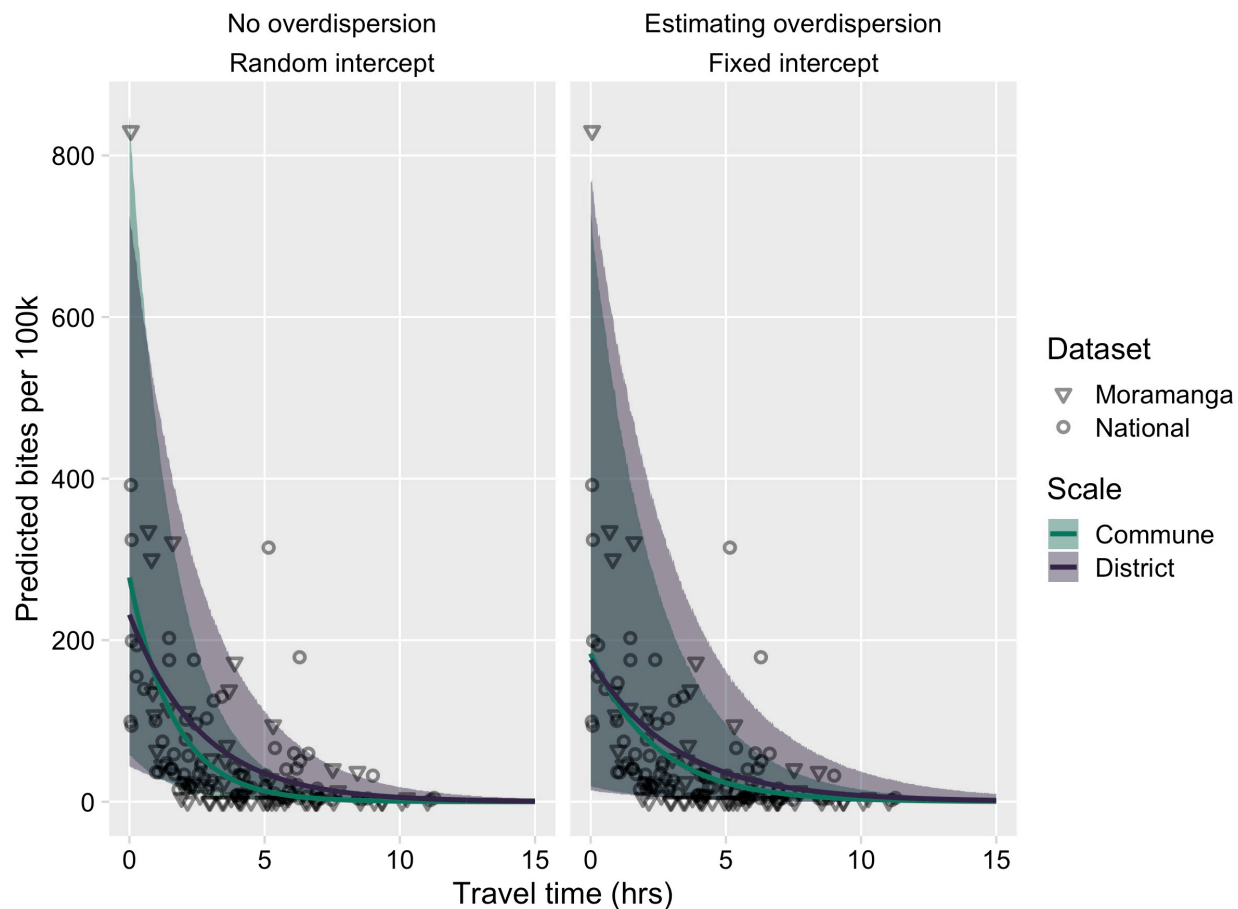 No overdispersion
Estimating overdispersion
Random intercept
Fixed intercept
800
600
400
200
0
0
5
10
15
0
5
10
15
Predicted bites per 100k
Travel time (hrs)
Dataset
Moramanga
National
Scale
Commune
District